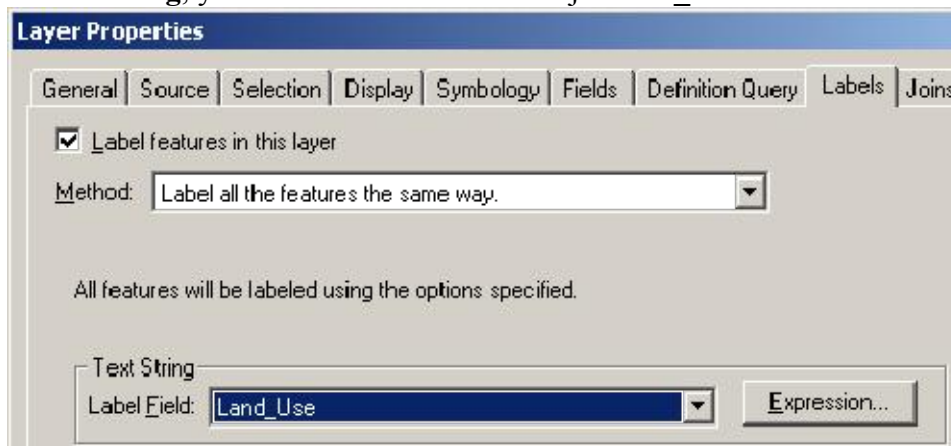 Layer Properties
General Source Selection Display Symbology Fields Definition Query Labels Joins
Label features in this layer
Method: Label all the features the same way.
All features will be labeled using the options specified.
Text String
Label Field: Land_Use Expression...